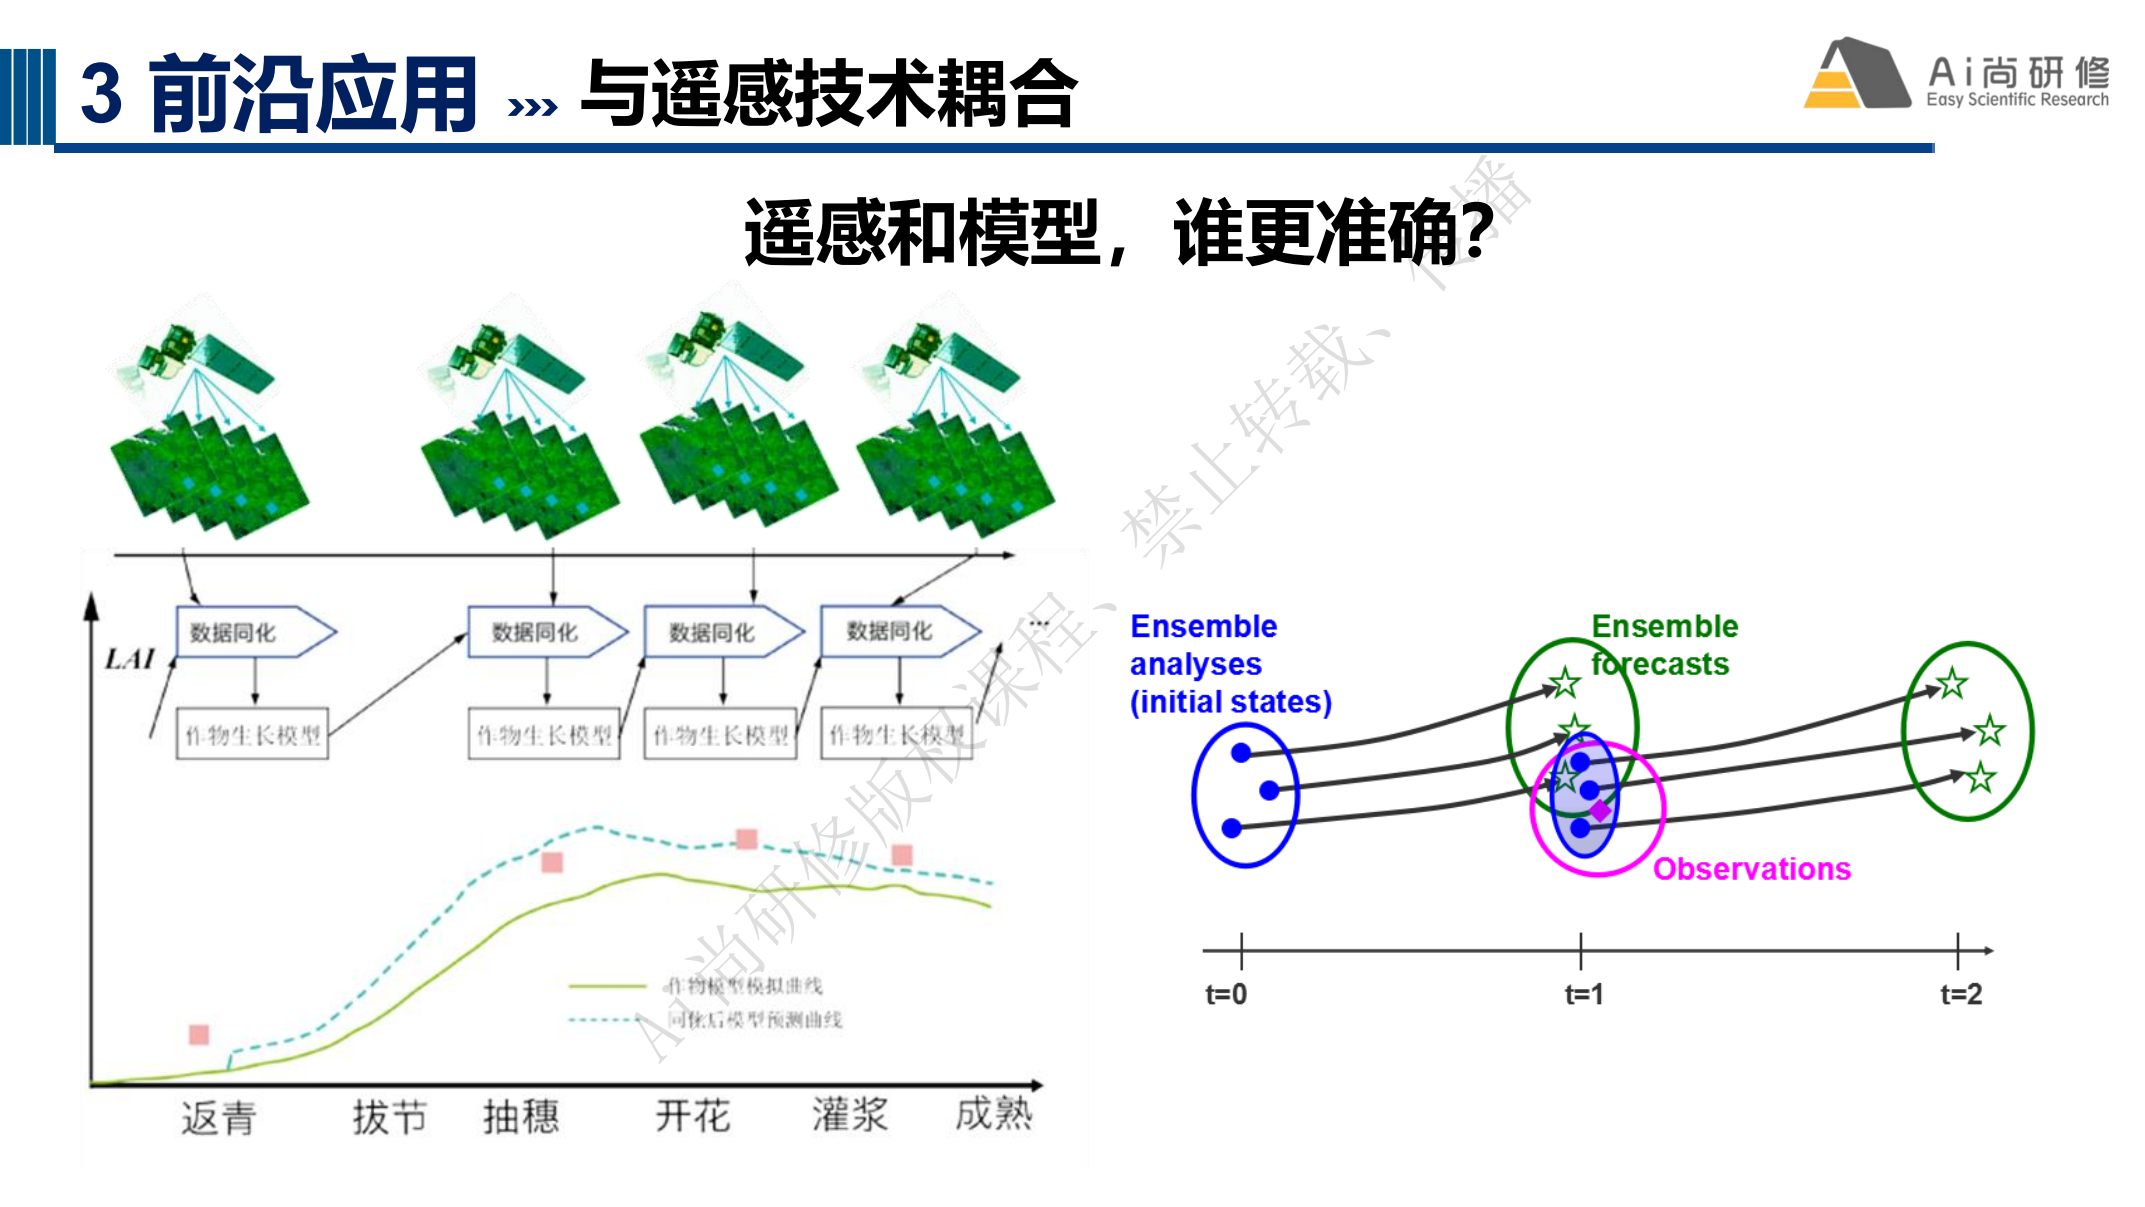 3 前沿应用 >>> 与遥感技术耦合
Ai尚研修
Easy Scientific Research
遥感和模型，谁更准确？
LAI
数据同化
数据同化
数据同化
数据同化
...
作物生长模型
作物生长模型
作物生长模型
作物生长模型
作物模型模拟曲线
同化后模型预测曲线
返青
拔节
抽穗
开花
灌浆
成熟
Ensemble
analyses
(initial states)
Ensemble
forecasts
Observations
t=0
t=1
t=2
Ai尚研修版权课程、禁止转载、传播